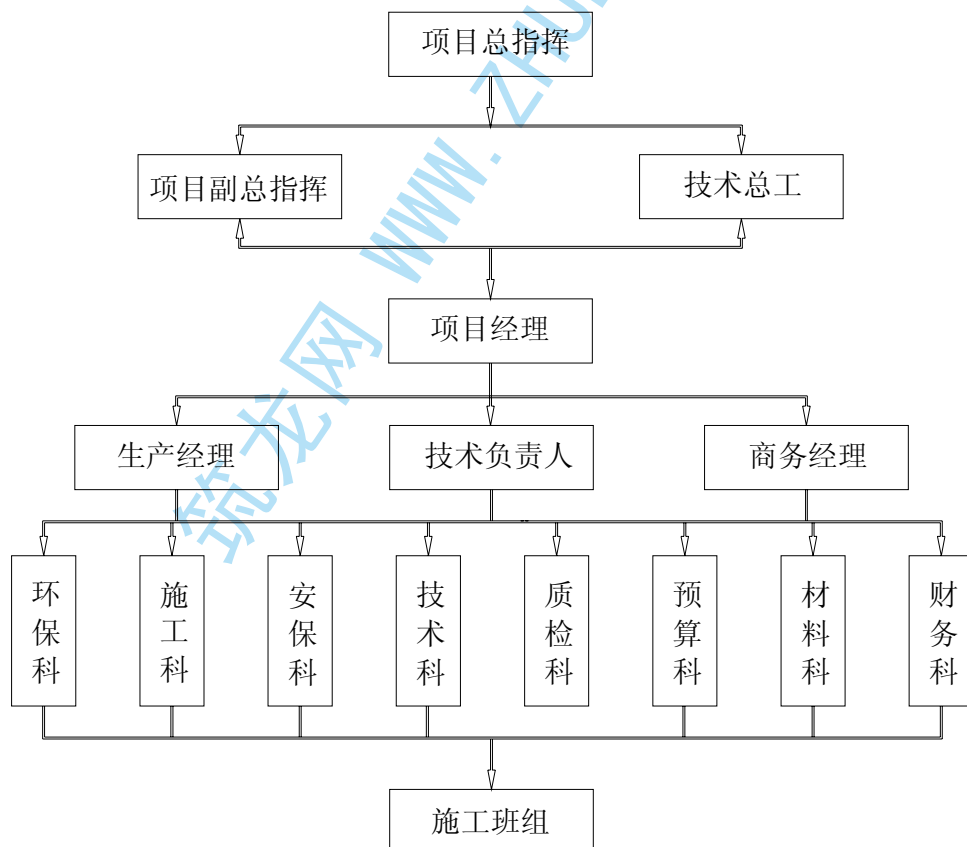 项目总指挥
项目副总指挥
技术总工
项目经理
生产经理
技术负责人
商务经理
环保科
施工科
安保科
技术科
质检科
预算科
材料科
财务科
施工班组
筑龙网 WWW. ZHU